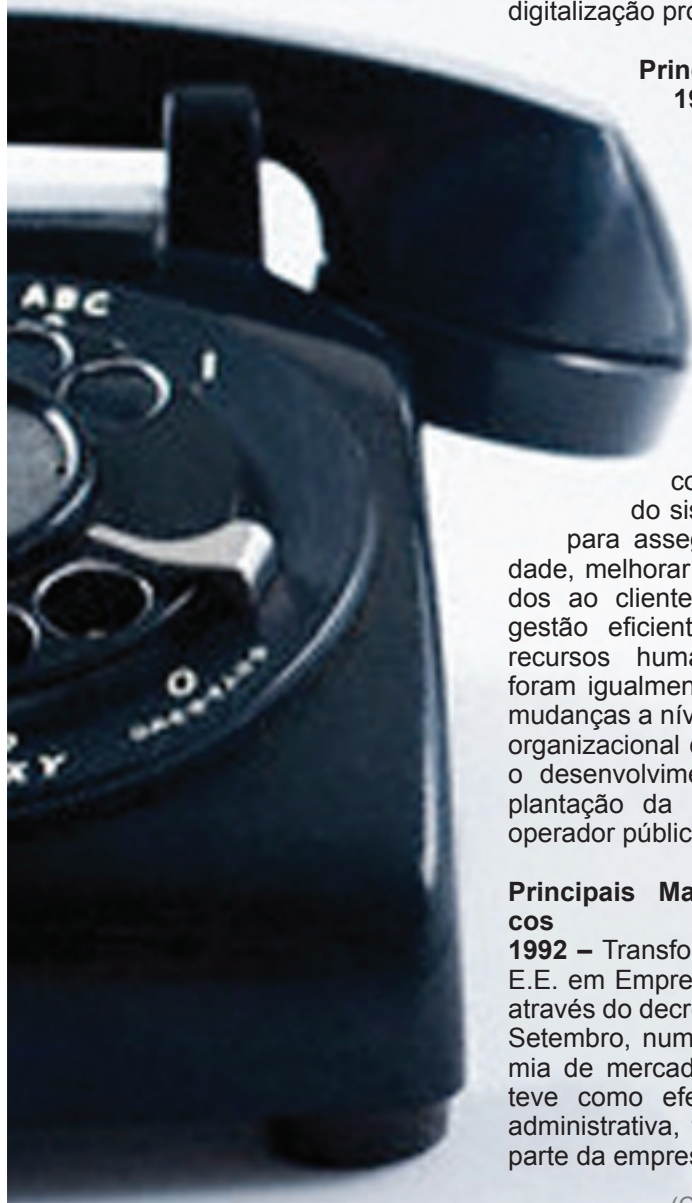 digitalização pro
Princ
19
co
do sis
para asseg
dade, melhorar
dos ao cliente
gestão eficient
recursos huma
foram igualmen
mudanças a nív
organizacional e
o desenvolvime
plantação da
operador públic
Principais Ma
cos
1992 – Transfo
E.E. em Empre
através do decr
Setembro, num
mia de mercad
teve como efe
administrativa,
parte da empres
ABC
1
O
OPERATOR
XY